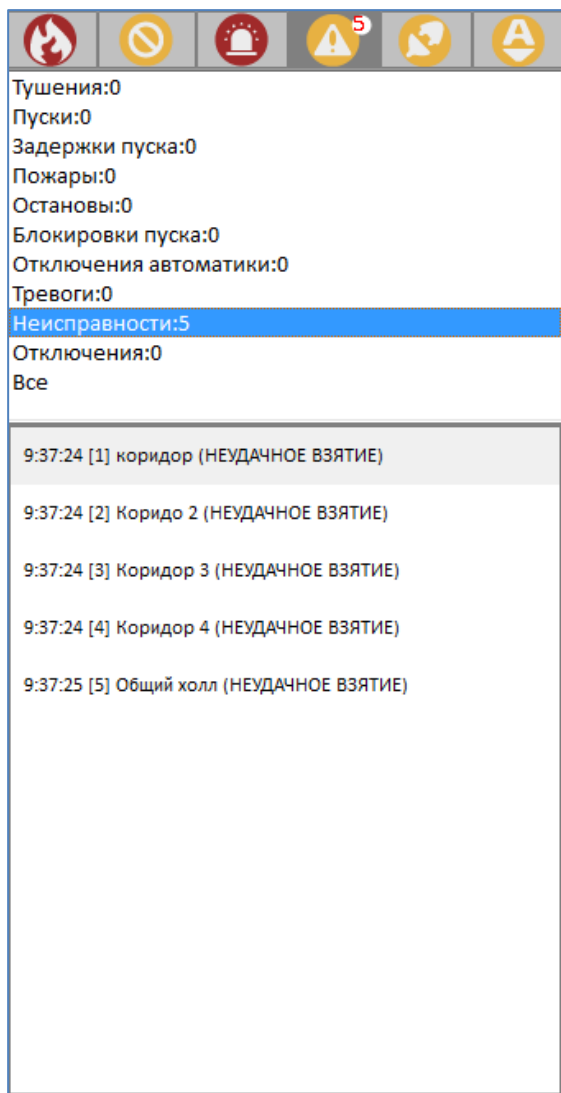 5
A
Тушения:0
Пуски:0
Задержки пуска:0
Пожары:0
Остановы:0
Блокировки пуска:0
Отключения автоматики:0
Тревоги:0
Неисправности:5
Отключения:0
Все
9:37:24 [1] коридор (НЕУДАЧНОЕ ВЗЯТИЕ)
9:37:24 [2] Коридо 2 (НЕУДАЧНОЕ ВЗЯТИЕ)
9:37:24 [3] Коридор 3 (НЕУДАЧНОЕ ВЗЯТИЕ)
9:37:24 [4] Коридор 4 (НЕУДАЧНОЕ ВЗЯТИЕ)
9:37:25 [5] Общий холл (НЕУДАЧНОЕ ВЗЯТИЕ)